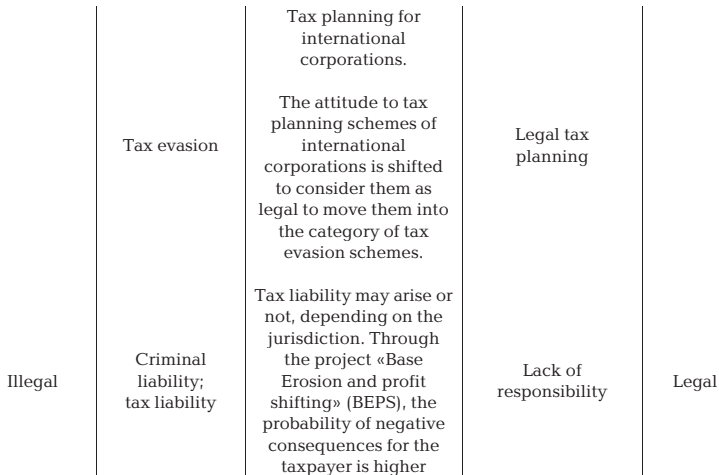 Tax planning for
international
corporations.
Tax evasion
The attitude to tax
planning schemes of
international
corporations is shifted
to consider them as
legal to move them into
the category of tax
evasion schemes.
Legal tax
planning
Illegal
Criminal
liability;
tax liability
Tax liability may arise or
not, depending on the
jurisdiction. Through
the project «Base
Erosion and profit
shifting» (BEPS), the
probability of negative
consequences for the
taxpayer is higher
Lack of
responsibility
Legal